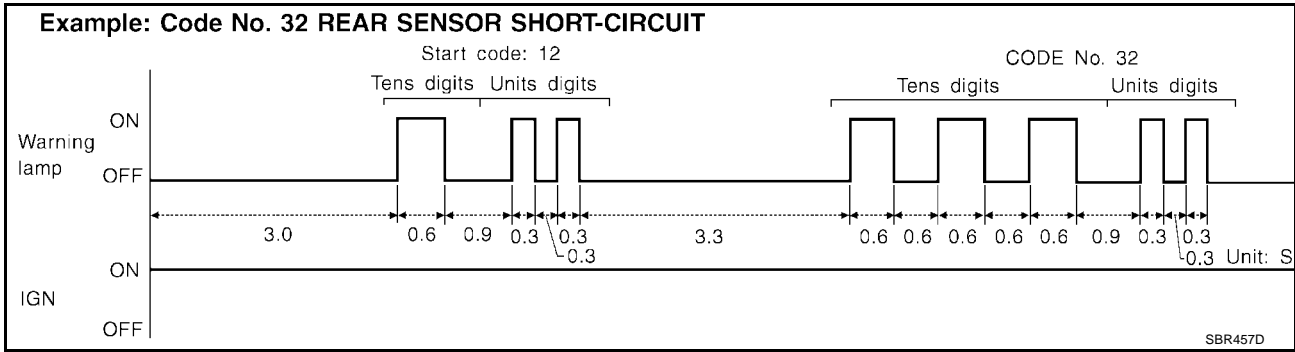 Example: Code No. 32 REAR SENSOR SHORT-CIRCUIT
Start code: 12
CODE No. 32
Tens digits Units digits
Tens digits Units digits
ON
Warning
lamp
OFF
3.0 0.6 0.9 0.3 0.3 3.3 0.6 0.6 0.6 0.6 0.6 0.9 0.3 0.3
0.3 0.3 Unit: S
ON
IGN
OFF
SBR457D